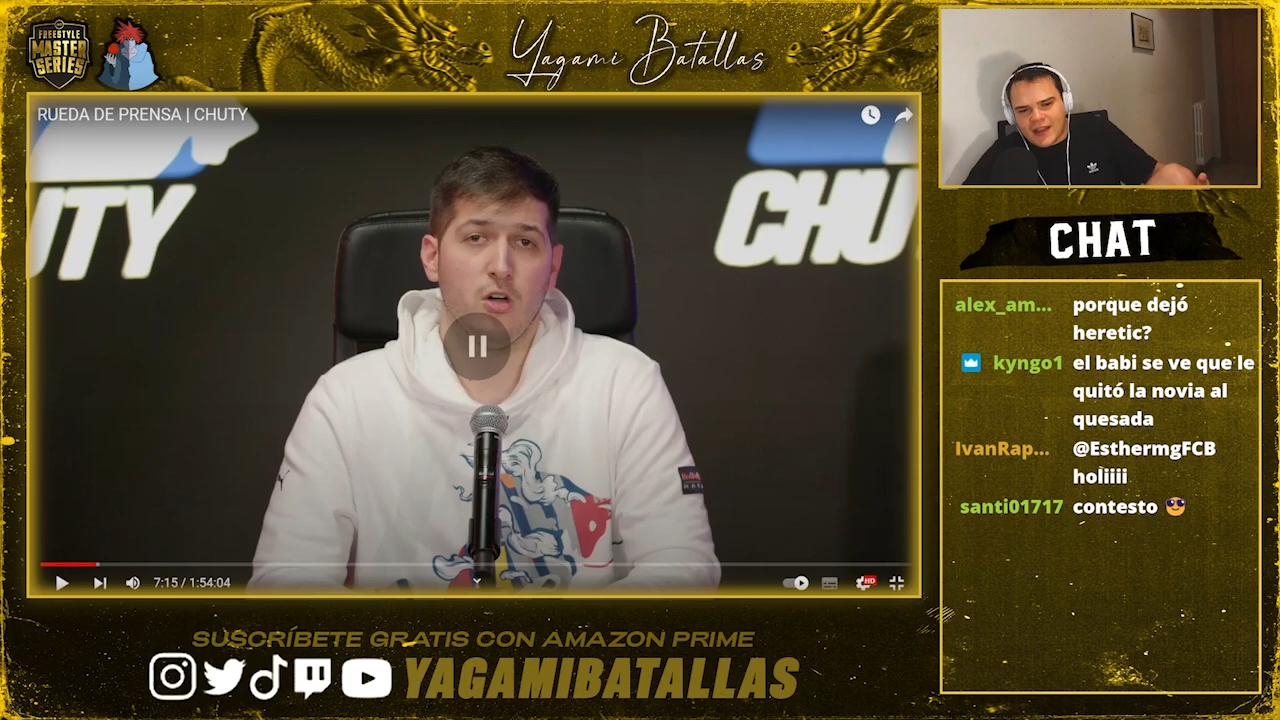 FREESTYLE
MASTER
SERIES
Yagami Batallas
RUEDA DE PRENSA | CHUTY
UTY
CHU
7:15 / 1:54:04
HD
CHAT
alex_am... porque dejó
heretic?
kyngo1 el babi se ve que le
quitó la novia al
quesada
IvanRap... @EsthermgFCB
holiiii
santi01717 contesto 😎
SUSCRÍBETE GRATIS CON AMAZON PRIME
YAGAMIBATALLAS